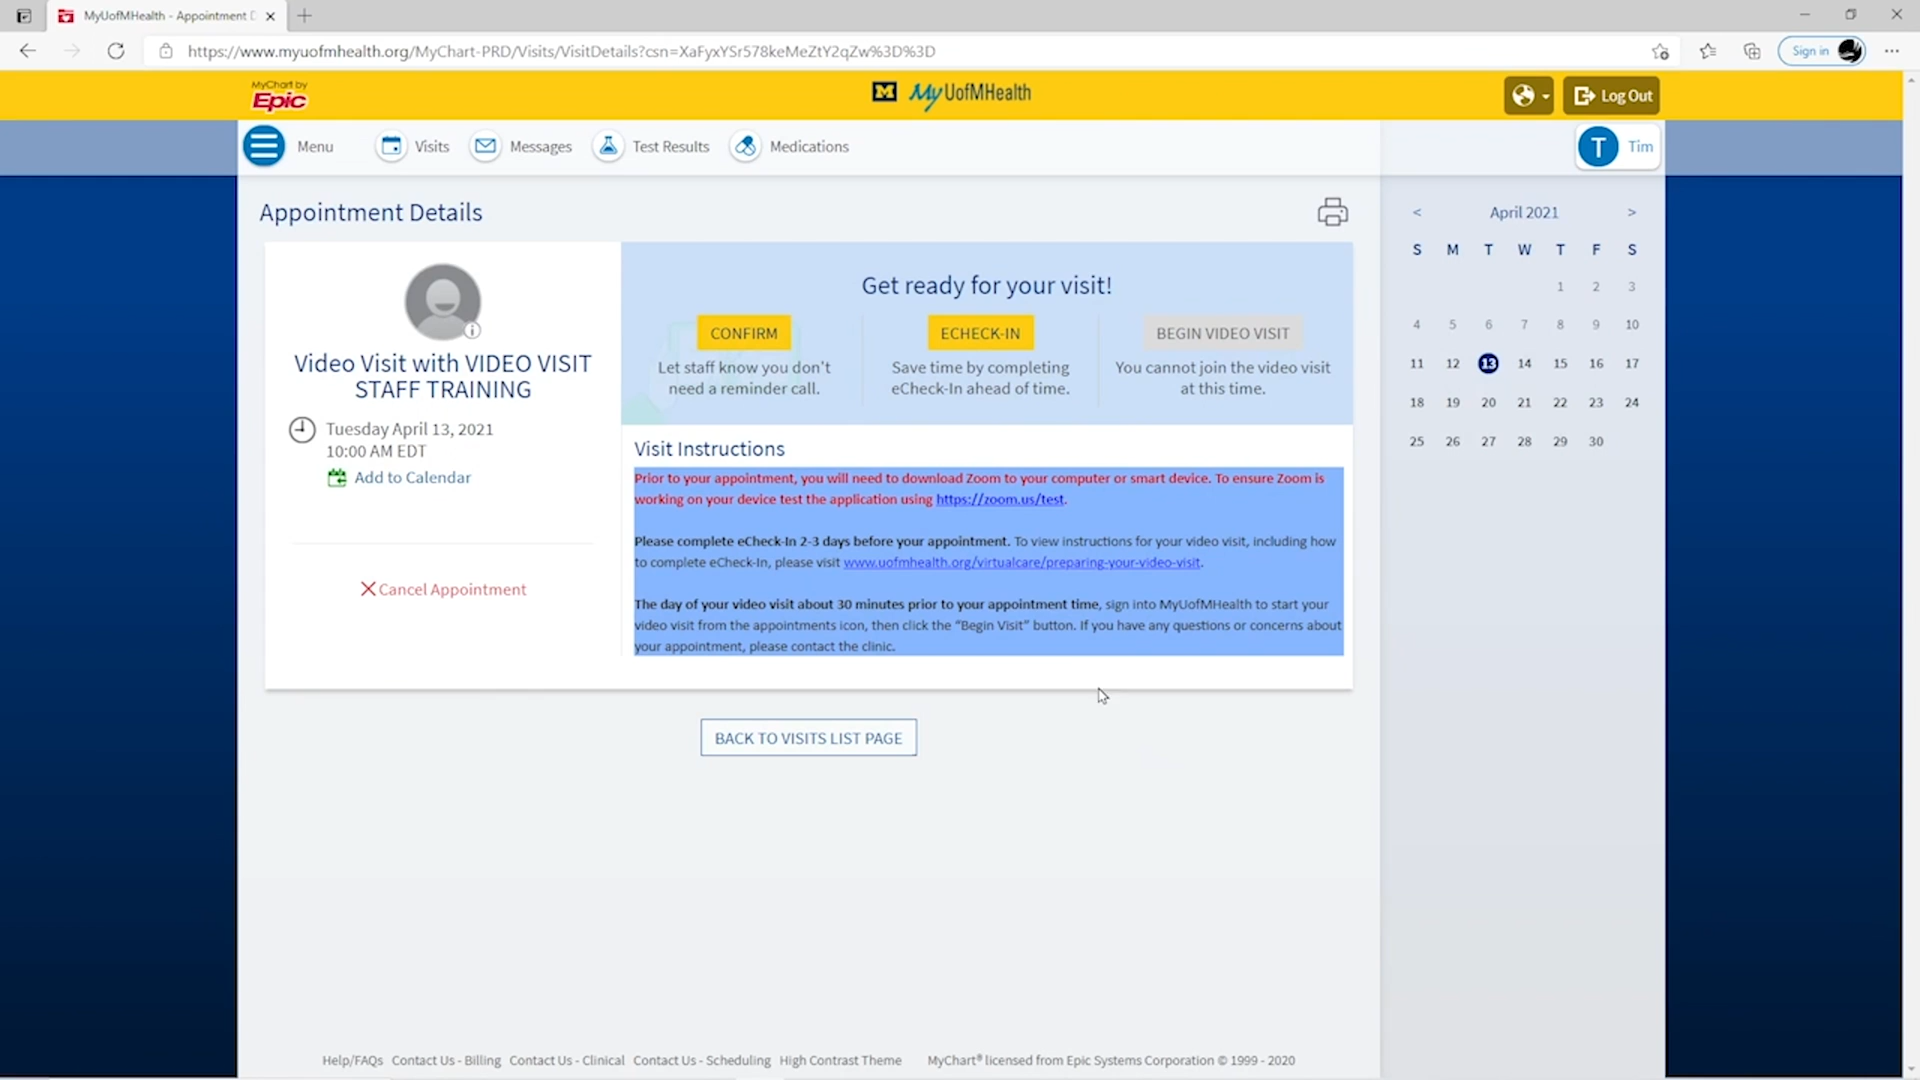 MyUofMHealth - Appointment D
Sign in
https://www.myuofmhealth.org/MyChart-PRD/Visits/VisitDetails?csn=XaFyxYSr578keMeZtY2qZw%3D%3D
MyChart by
Epic
M MyUofMHealth
Log Out
Menu
Visits
Messages
Test Results
Medications
T Tim
Appointment Details
Video Visit with VIDEO VISIT
STAFF TRAINING
Tuesday April 13, 2021
10:00 AM EDT
Add to Calendar
Cancel Appointment
Get ready for your visit!
CONFIRM
Let staff know you don't
need a reminder call.
ECHECK-IN
Save time by completing
eCheck-In ahead of time.
BEGIN VIDEO VISIT
You cannot join the video visit
at this time.
Visit Instructions
Prior to your appointment, you will need to download Zoom to your computer or smart device. To ensure Zoom is
working on your device test the application using https://zoom.us/test.
Please complete eCheck-In 2-3 days before your appointment. To view instructions for your video visit, including how
to complete eCheck-In, please visit www.uofmhealth.org/virtualcare/preparing-your-video-visit.
The day of your video visit about 30 minutes prior to your appointment time, sign into MyUofMHealth to start your
video visit from the appointments icon, then click the “Begin Visit” button. If you have any questions or concerns about
your appointment, please contact the clinic.
BACK TO VISITS LIST PAGE
< April 2021 >
S M T W T F S
1 2 3
4 5 6 7 8 9 10
11 12 13 14 15 16 17
18 19 20 21 22 23 24
25 26 27 28 29 30
Help/FAQs Contact Us - Billing Contact Us - Clinical Contact Us - Scheduling High Contrast Theme MyChart® licensed from Epic Systems Corporation © 1999 - 2020